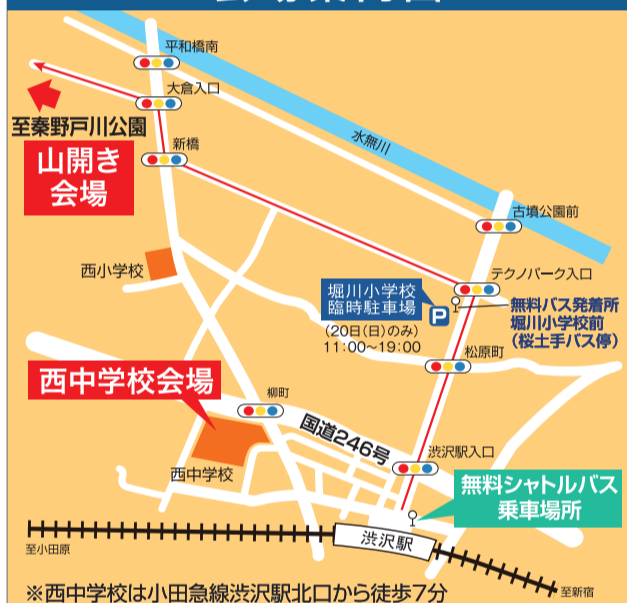 平和橋南
大倉入口
至秦野戸川公園
新橋
山開き
会場
水無川
古墳公園前
西小学校
テクノパーク入口
堀川小学校
臨時駐車場
P
(20日(日)のみ)
11:00~19:00
無料バス発着所
堀川小学校前
(桜土手バス停)
松原町
西中学校会場
柳町
国道246号
渋沢駅入口
西中学校
無料シャトルバス
乗車場所
渋沢駅
至小田原
至新宿
※西中学校は小田急線渋沢駅北口から徒歩7分